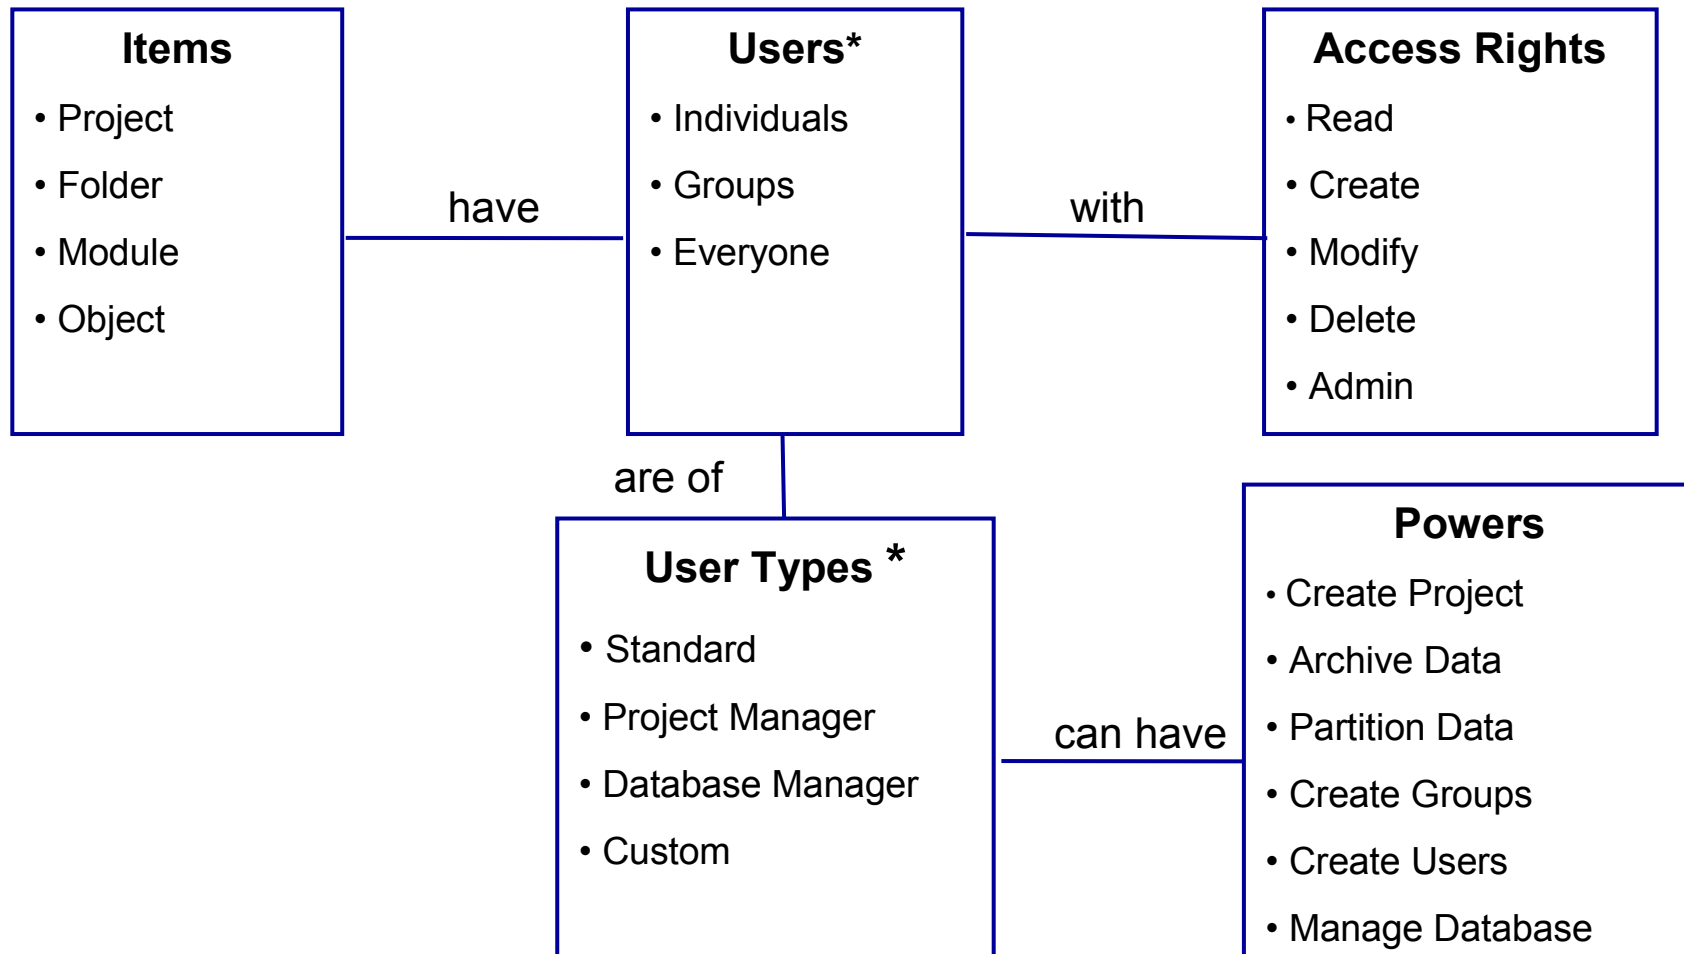 Items
• Project
• Folder
• Module
• Object
have
Users*
• Individuals
• Groups
• Everyone
with
Access Rights
• Read
• Create
• Modify
• Delete
• Admin
are of
User Types *
• Standard
• Project Manager
• Database Manager
• Custom
can have
Powers
• Create Project
• Archive Data
• Partition Data
• Create Groups
• Create Users
• Manage Database